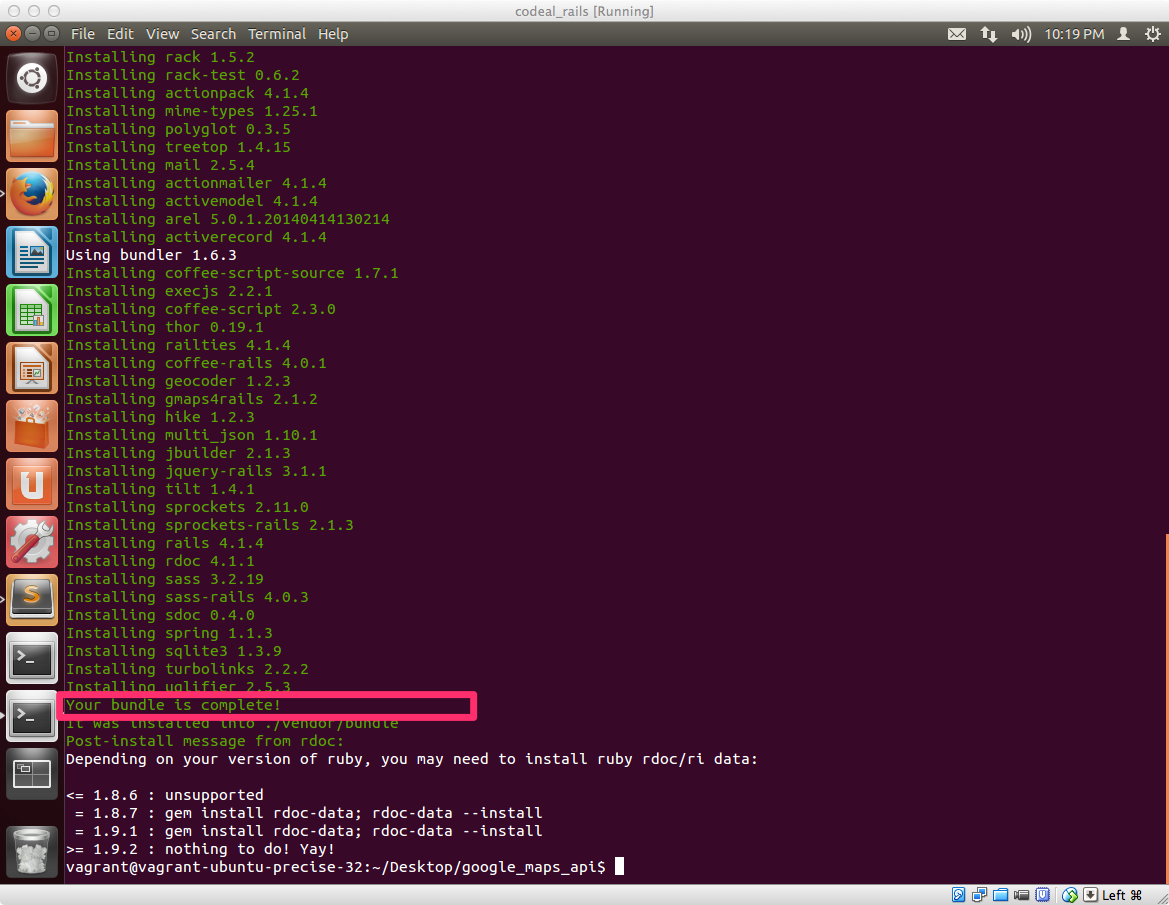 codeal_rails [Running]
File Edit View Search Terminal Help 10:19 PM
Installing rack 1.5.2
Installing rack-test 0.6.2
Installing actionpack 4.1.4
Installing mime-types 1.25.1
Installing polyglot 0.3.5
Installing treetop 1.4.15
Installing mail 2.5.4
Installing actionmailer 4.1.4
Installing activemodel 4.1.4
Installing arel 5.0.1.20140414130214
Installing activerecord 4.1.4
Using bundler 1.6.3
Installing coffee-script-source 1.7.1
Installing execjs 2.2.1
Installing coffee-script 2.3.0
Installing thor 0.19.1
Installing railties 4.1.4
Installing coffee-rails 4.0.1
Installing geocoder 1.2.3
Installing gmaps4rails 2.1.2
Installing hike 1.2.3
Installing multi_json 1.10.1
Installing jbuilder 2.1.3
Installing jquery-rails 3.1.1
Installing tilt 1.4.1
Installing sprockets 2.11.0
Installing sprockets-rails 2.1.3
Installing rails 4.1.4
Installing rdoc 4.1.1
Installing sass 3.2.19
Installing sass-rails 4.0.3
Installing sdoc 0.4.0
Installing spring 1.1.3
Installing sqlite3 1.3.9
Installing turbolinks 2.2.2
Installing uglifier 2.5.3
Your bundle is complete!
It was installed into ./vendor/bundle
Post-install message from rdoc:
Depending on your version of ruby, you may need to install ruby rdoc/ri data:
<= 1.8.6 : unsupported
= 1.8.7 : gem install rdoc-data; rdoc-data --install
= 1.9.1 : gem install rdoc-data; rdoc-data --install
>= 1.9.2 : nothing to do! Yay!
vagrant@vagrant-ubuntu-precise-32:~/Desktop/google_maps_api$
Left ⌘